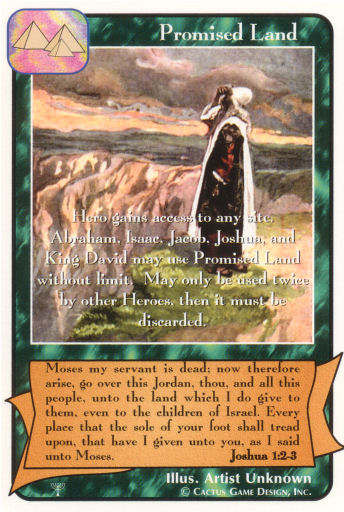 Promised Land
Hero gains access to any site.
Abraham, Isaac, Jacob, Joshua, and
King David may use Promised Land
without limit. May only be used twice
by other Heroes, then it must be
discarded.
Moses my servant is dead; now therefore
arise, go over this Jordan, thou, and all this
people, unto the land which I do give to
them, even to the children of Israel. Every
place that the sole of your foot shall tread
upon, that have I given unto you, as I said
unto Moses. Joshua 1:2-3
Illus. Artist Unknown
© Cactus Game Design, Inc.